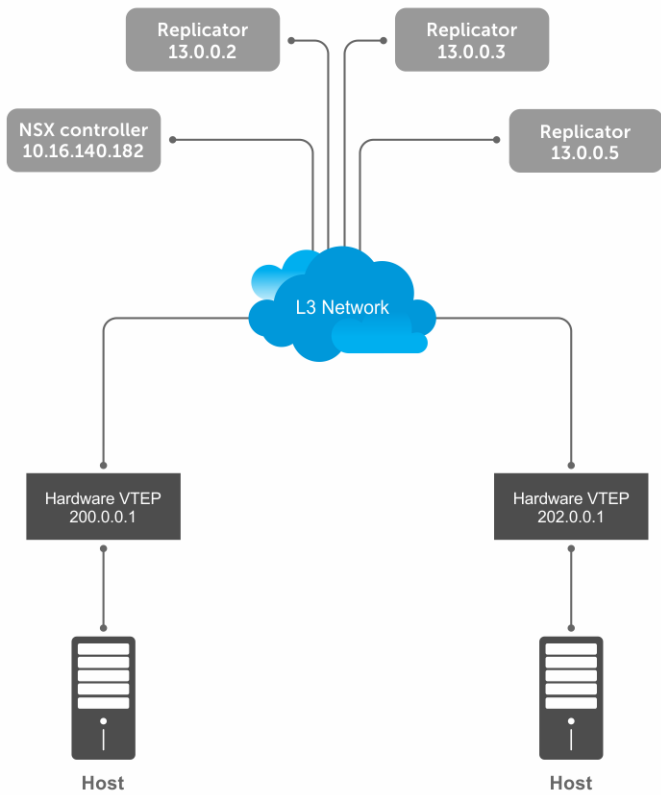 Replicator
13.0.0.2
Replicator
13.0.0.3
NSX controller
10.16.140.182
Replicator
13.0.0.5
L3 Network
Hardware VTEP
200.0.0.1
Hardware VTEP
202.0.0.1
Host
Host